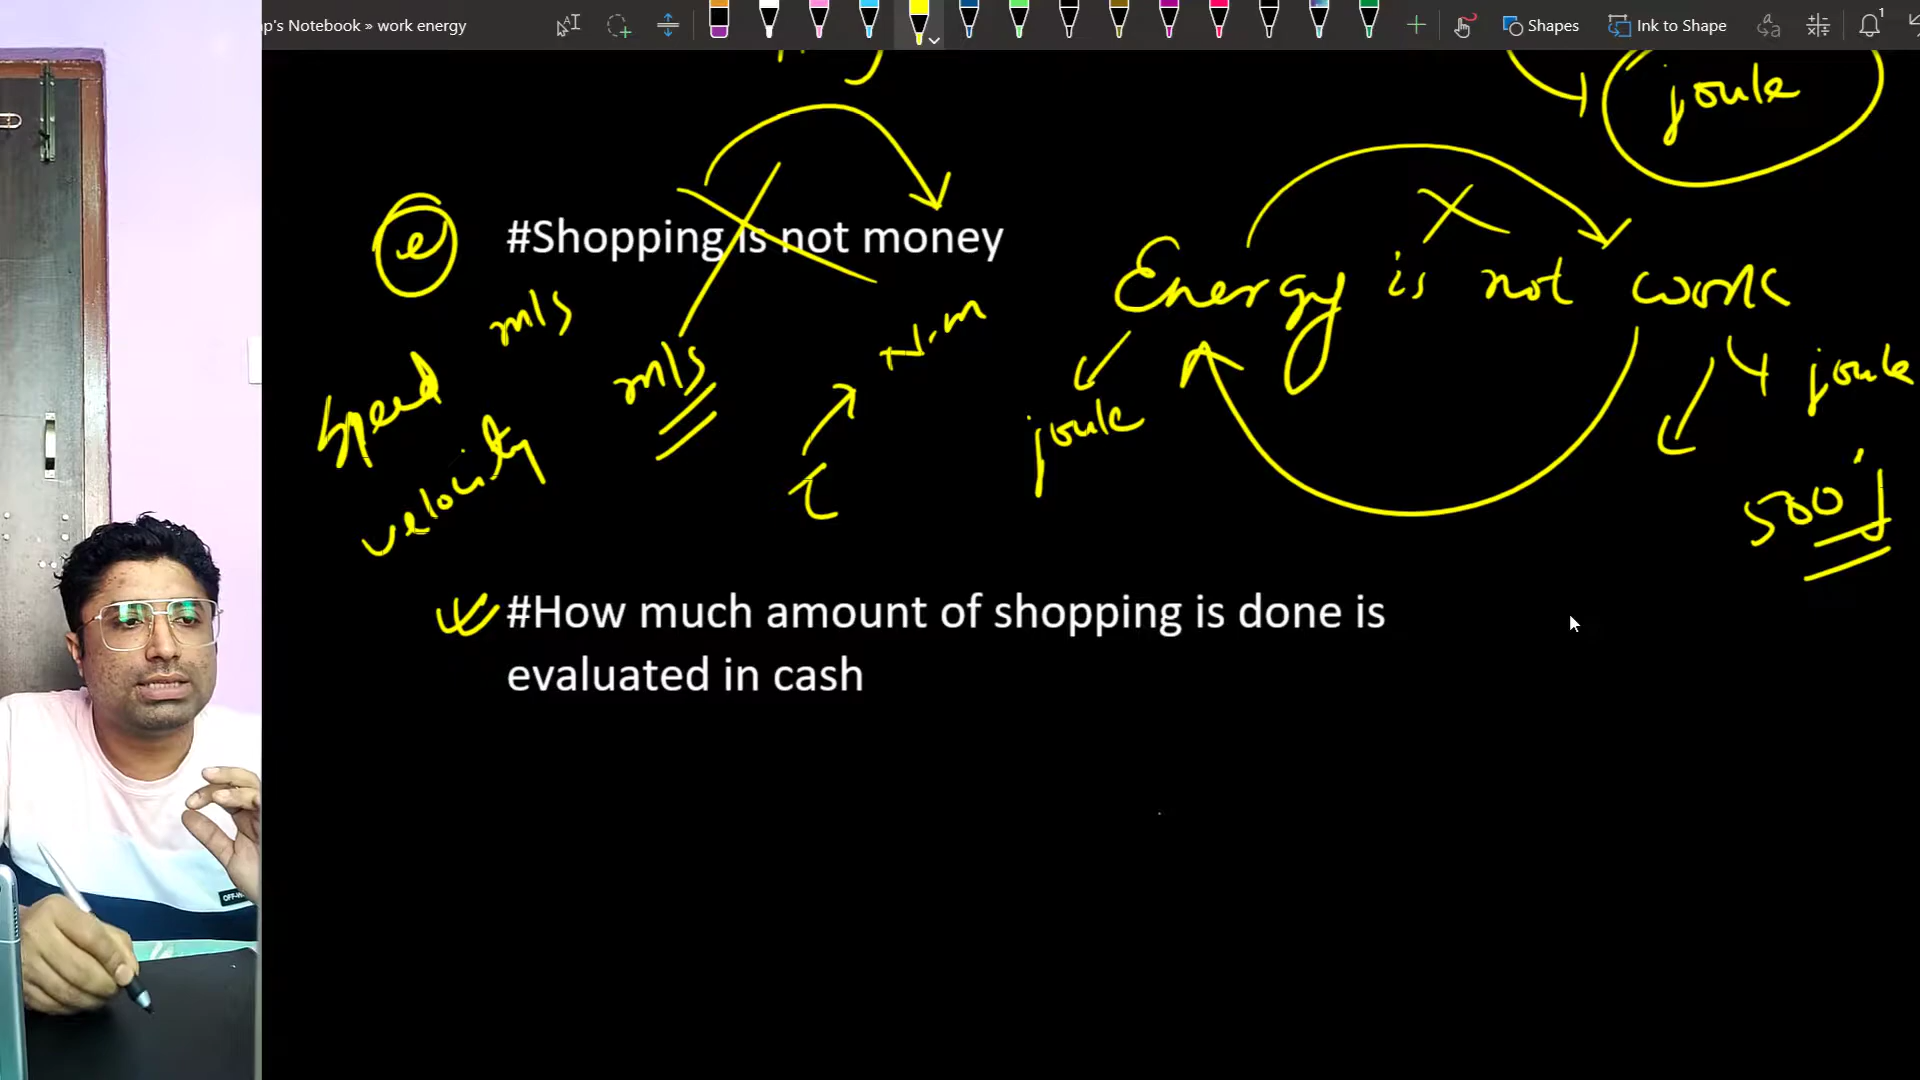 p's Notebook » work energy
Shapes
Ink to Shape
1
joule
e
#Shopping is not money
Energy is not work
m/s
N-m
m/s
speed
joule
joule
velocity
τ
500 J
#How much amount of shopping is done is
evaluated in cash